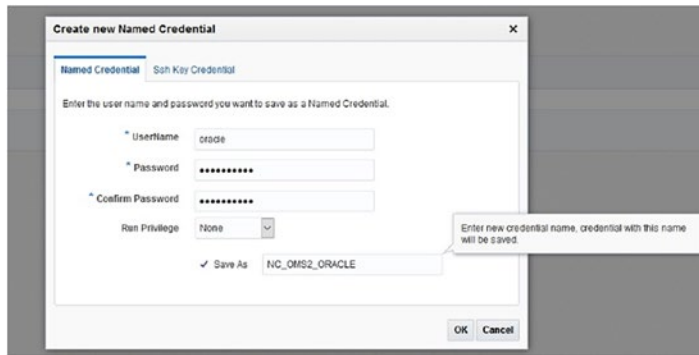 Create new Named Credential ×
Named Credential Ssh Key Credential
Enter the user name and password you want to save as a Named Credential.
* UserName oracle
* Password ••••••••••
* Confirm Password ••••••••••
Run Privilege None
✓ Save As NC_OMS2_ORACLE
Enter new credential name, credential with this name
will be saved.
OK Cancel